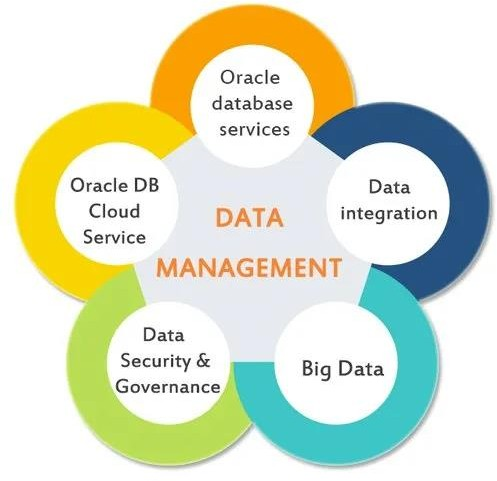 Oracle
database
services
Data
integration
Big Data
Data
Security &
Governance
Oracle DB
Cloud
Service
DATA
MANAGEMENT